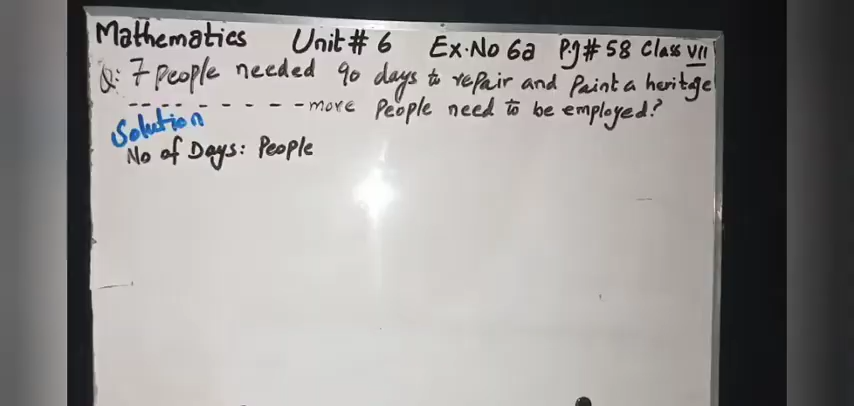 Mathematics Unit # 6 Ex.No 6a Pg # 58 Class VII
Q: 7 People needed 90 days to repair and Paint a heritge
-- -- - - - - - - more People need to be employed?
Solution
No of Days: People